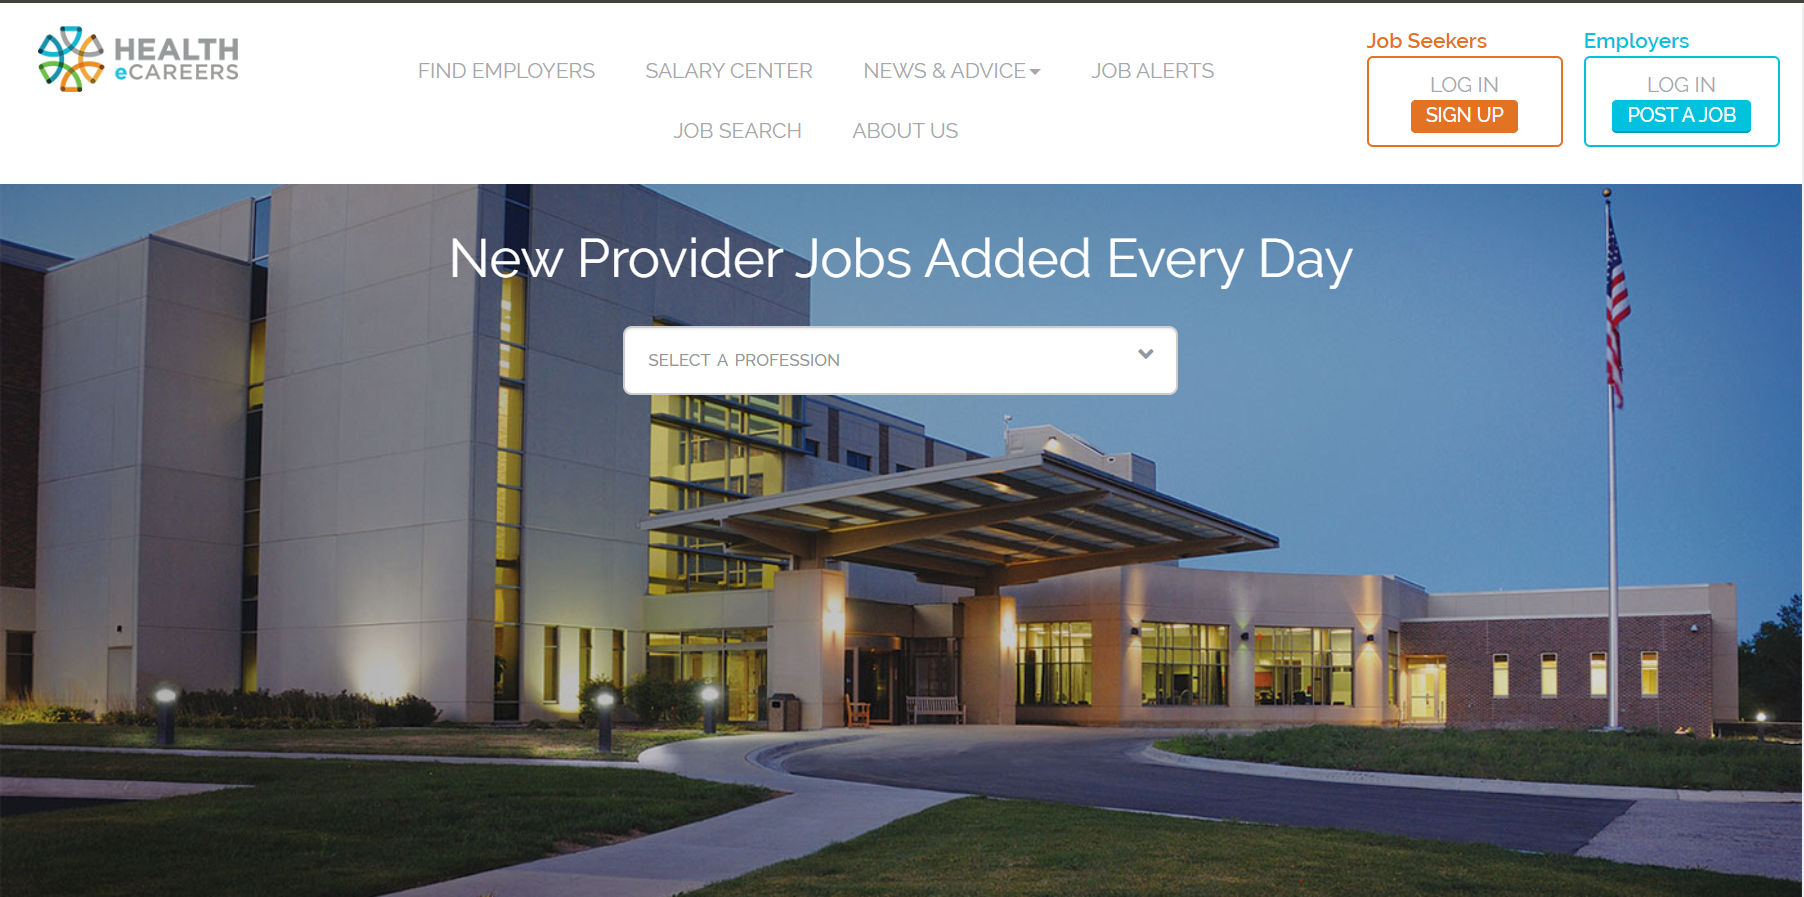 HEALTH
eCAREERS
FIND EMPLOYERS
SALARY CENTER
NEWS & ADVICE
JOB ALERTS
JOB SEARCH
ABOUT US
Job Seekers
LOG IN
SIGN UP
Employers
LOG IN
POST A JOB
New Provider Jobs Added Every Day
SELECT A PROFESSION